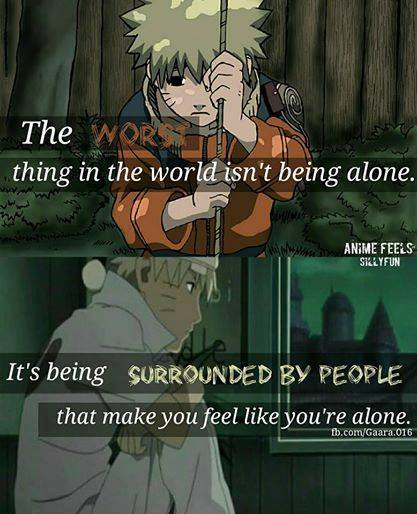 The WORST
thing in the world isn't being alone.
ANIME FEELS
SILLYFUN
It's being SURROUNDED BY PEOPLE
that make you feel like you're alone.
fb.com/Gaara.016